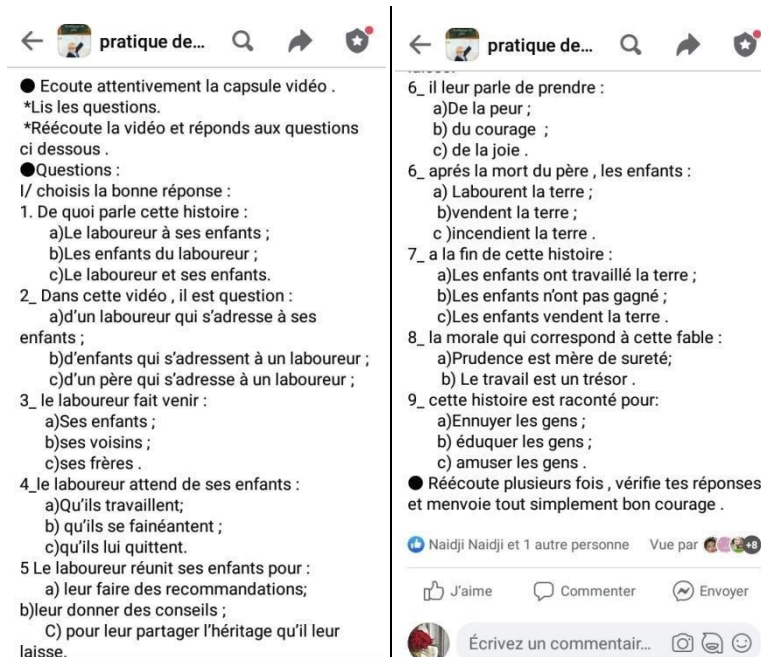 pratique de...
● Ecoute attentivement la capsule vidéo .
*Lis les questions.
*Réécoute la vidéo et réponds aux questions
ci dessous .
●Questions :
I/ choisis la bonne réponse :
1. De quoi parle cette histoire :
a)Le laboureur à ses enfants ;
b)Les enfants du laboureur ;
c)Le laboureur et ses enfants.
2_ Dans cette vidéo , il est question :
a)d’un laboureur qui s’adresse à ses
enfants ;
b)d’enfants qui s’adressent à un laboureur ;
c)d’un père qui s’adresse à un laboureur ;
3_ le laboureur fait venir :
a)Ses enfants ;
b)ses voisins ;
c)ses frères .
4_le laboureur attend de ses enfants :
a)Qu’ils travaillent;
b) qu’ils se fainéantent ;
c)qu’ils lui quittent.
5 Le laboureur réunit ses enfants pour :
a) leur faire des recommandations;
b)leur donner des conseils ;
C) pour leur partager l’héritage qu’il leur
laisse.
pratique de...
6_ il leur parle de prendre :
a)De la peur ;
b) du courage ;
c) de la joie .
6_ aprés la mort du père , les enfants :
a) Labourent la terre ;
b)vendent la terre ;
c )incendient la terre .
7_ a la fin de cette histoire :
a)Les enfants ont travaillé la terre ;
b)Les enfants n’ont pas gagné ;
c)Les enfants vendent la terre .
8_ la morale qui correspond à cette fable :
a)Prudence est mère de sureté;
b) Le travail est un trésor .
9_ cette histoire est raconté pour:
a)Ennuyer les gens ;
b) éduquer les gens ;
c) amuser les gens .
● Réécoute plusieurs fois , vérifie tes réponses
et menvoie tout simplement bon courage .
Naidji Naidji et 1 autre personne Vue par +8
J’aime Commenter Envoyer
Écrivez un commentair...